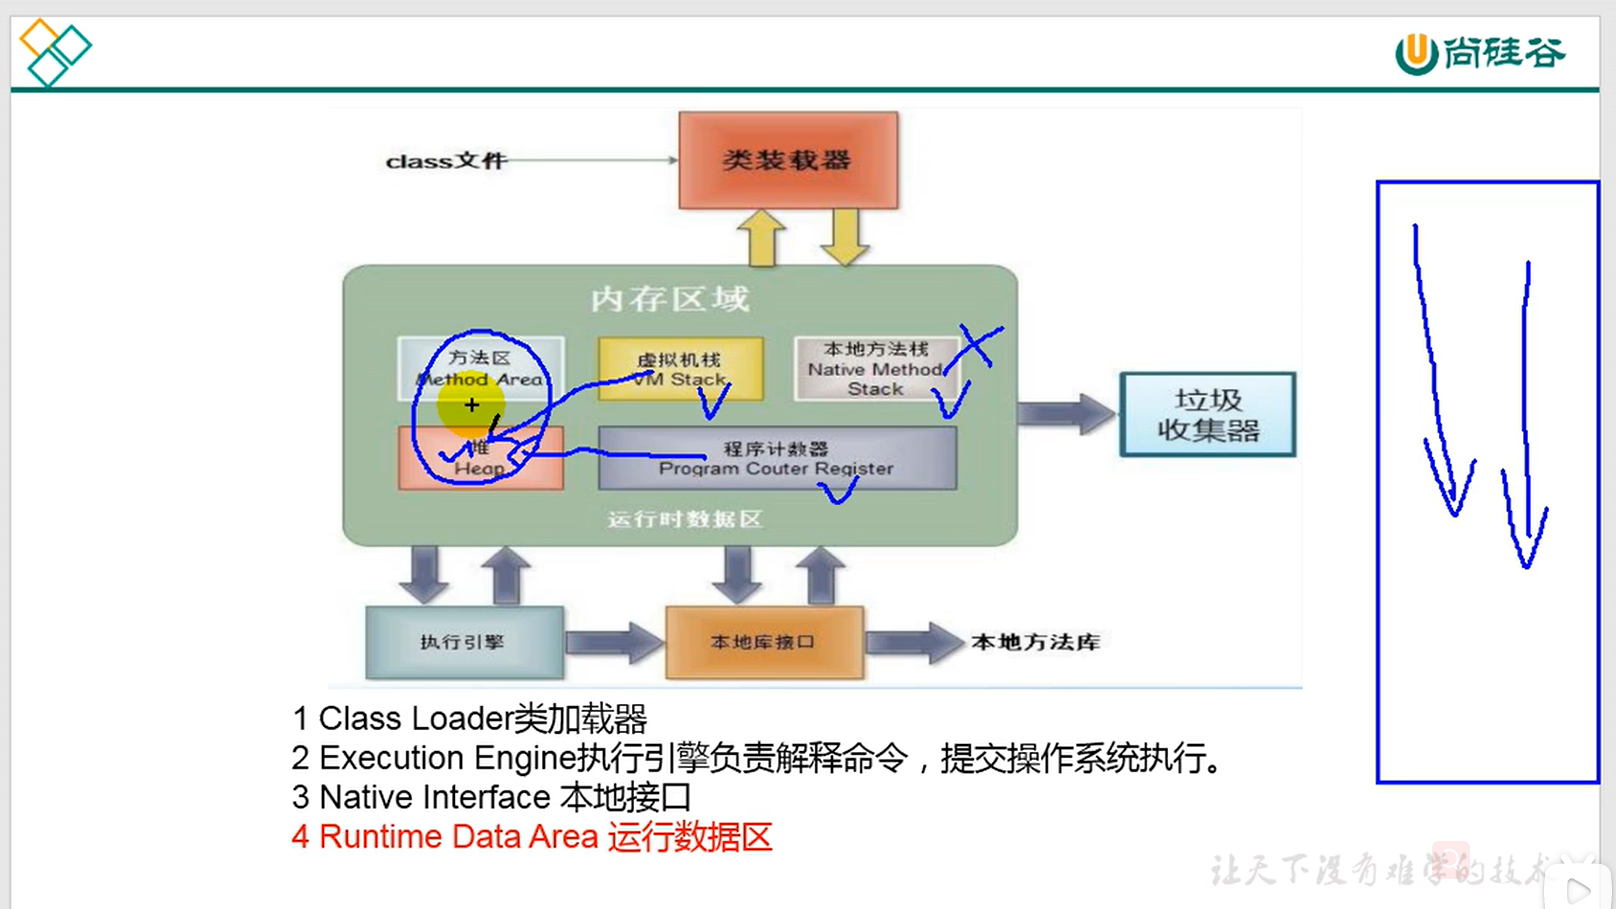 尚硅谷
class文件
类装载器
内存区域
方法区
Method Area
虚拟机栈
VM Stack
本地方法栈
Native Method
Stack
堆
Heap
程序计数器
Program Couter Register
运行时数据区
垃圾
收集器
执行引擎
本地库接口
本地方法库
1 Class Loader类加载器
2 Execution Engine执行引擎负责解释命令，提交操作系统执行。
3 Native Interface 本地接口
4 Runtime Data Area 运行数据区
让天下没有难学的技术